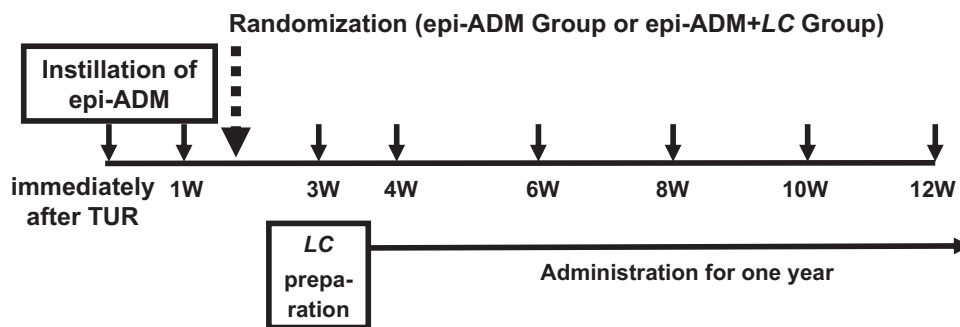 Randomization (epi-ADM Group or epi-ADM+LC Group)
Instillation of
epi-ADM
immediately
after TUR
1W
3W
4W
6W
8W
10W
12W
LC
prepa-
ration
Administration for one year